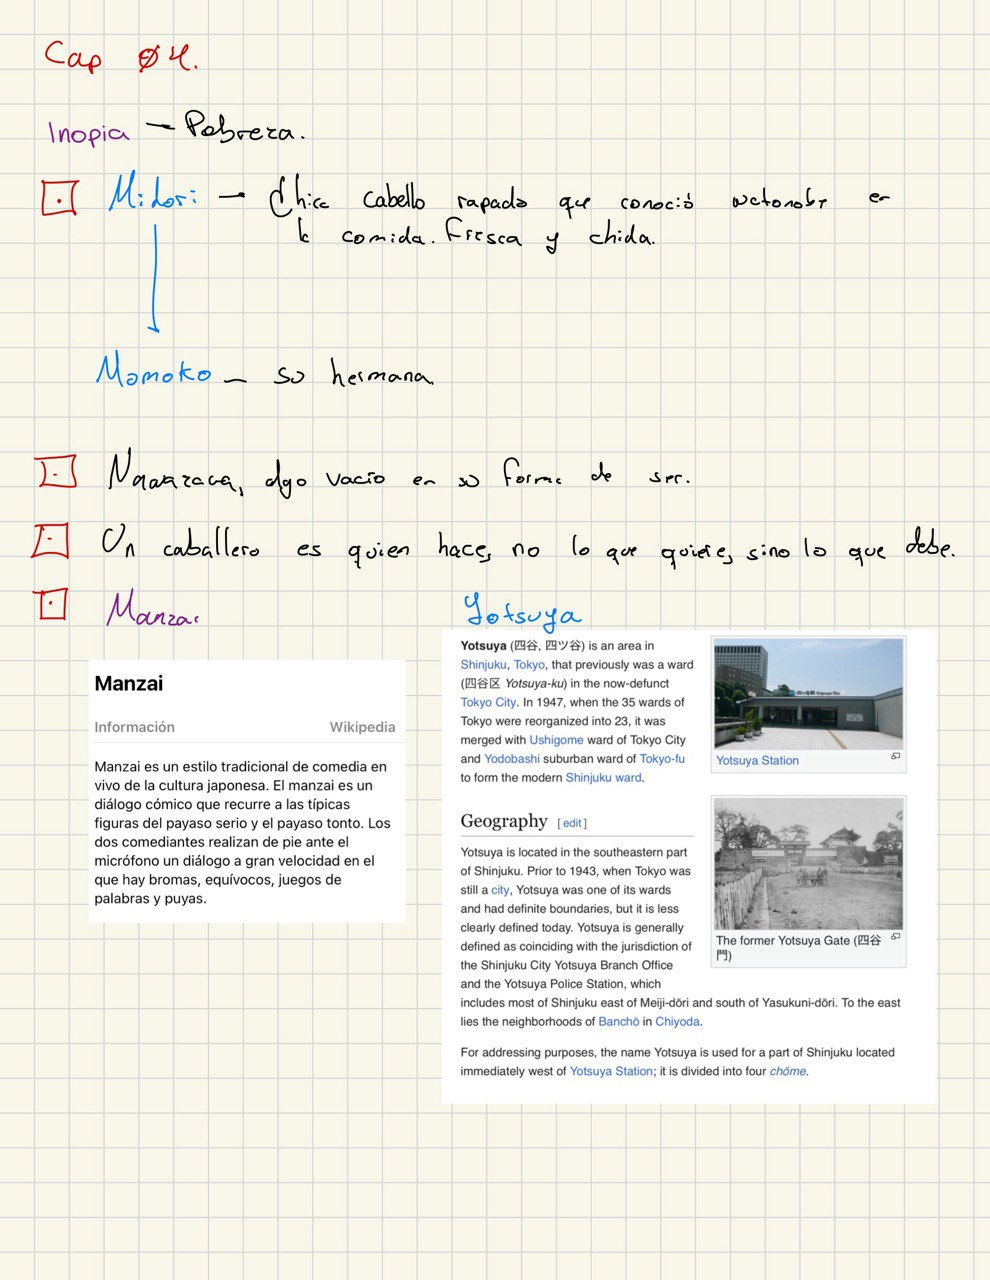 Cap 04.
Inopia — Pobreza.
Midori — Chica cabello rapado que conoció watanabe en
la comida. Fresca y chida.
Momoko — su hermana.
algo vacío en su forma de ser.
Un caballero es quien hace, no lo que quiere, sino lo que debe.
Manzai
Yotsuya
Manzai
Información Wikipedia
Manzai es un estilo tradicional de comedia en
vivo de la cultura japonesa. El manzai es un
diálogo cómico que recurre a las típicas
figuras del payaso serio y el payaso tonto. Los
dos comediantes realizan de pie ante el
micrófono un diálogo a gran velocidad en el
que hay bromas, equívocos, juegos de
palabras y puyas.
Yotsuya (四谷, 四ツ谷) is an area in
Shinjuku, Tokyo, that previously was a ward
(四谷区 Yotsuya-ku) in the now-defunct
Tokyo City. In 1947, when the 35 wards of
Tokyo were reorganized into 23, it was
merged with Ushigome ward of Tokyo City
and Yodobashi suburban ward of Tokyo-fu
to form the modern Shinjuku ward.
Yotsuya Station
Geography [ edit ]
Yotsuya is located in the southeastern part
of Shinjuku. Prior to 1943, when Tokyo was
still a city, Yotsuya was one of its wards
and had definite boundaries, but it is less
clearly defined today. Yotsuya is generally
defined as coinciding with the jurisdiction of
the Shinjuku City Yotsuya Branch Office
and the Yotsuya Police Station, which
includes most of Shinjuku east of Meiji-dōri and south of Yasukuni-dōri. To the east
lies the neighborhoods of Banchō in Chiyoda.
The former Yotsuya Gate (四谷
門)
For addressing purposes, the name Yotsuya is used for a part of Shinjuku located
immediately west of Yotsuya Station; it is divided into four chōme.